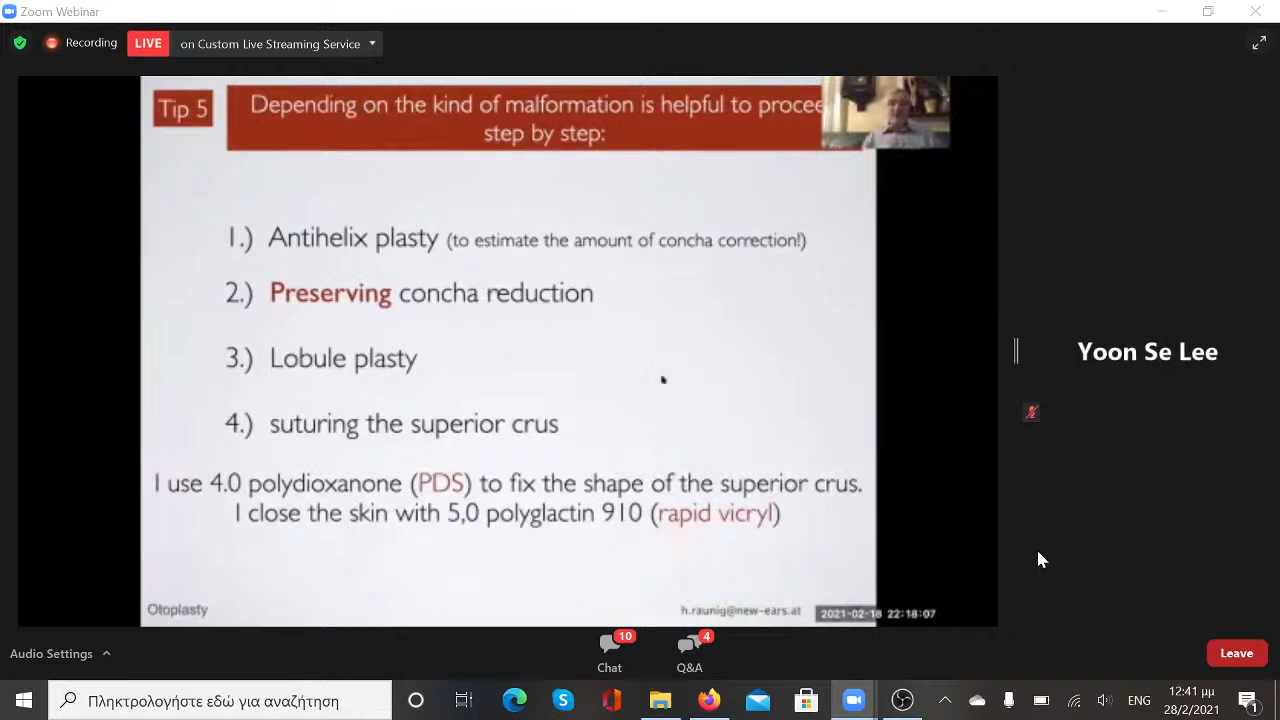 Zoom Webinar
Recording
LIVE
on Custom Live Streaming Service
Tip 5
Depending on the kind of malformation is helpful to procee
step by step:
1.) Antihelix plasty (to estimate the amount of concha correction!)
2.) Preserving concha reduction
3.) Lobule plasty
4.) suturing the superior crus
I use 4.0 polydioxanone (PDS) to fix the shape of the superior crus.
I close the skin with 5,0 polyglactin 910 (rapid vicryl)
Otoplasty
h.raunig@new-ears.at
2021-02-18 22:18:07
Yoon Se Lee
Audio Settings
10
Chat
4
Q&A
Leave
Πληκτρολογήστε εδώ για αναζήτηση
ENG
12:41 μμ
28/2/2021
1